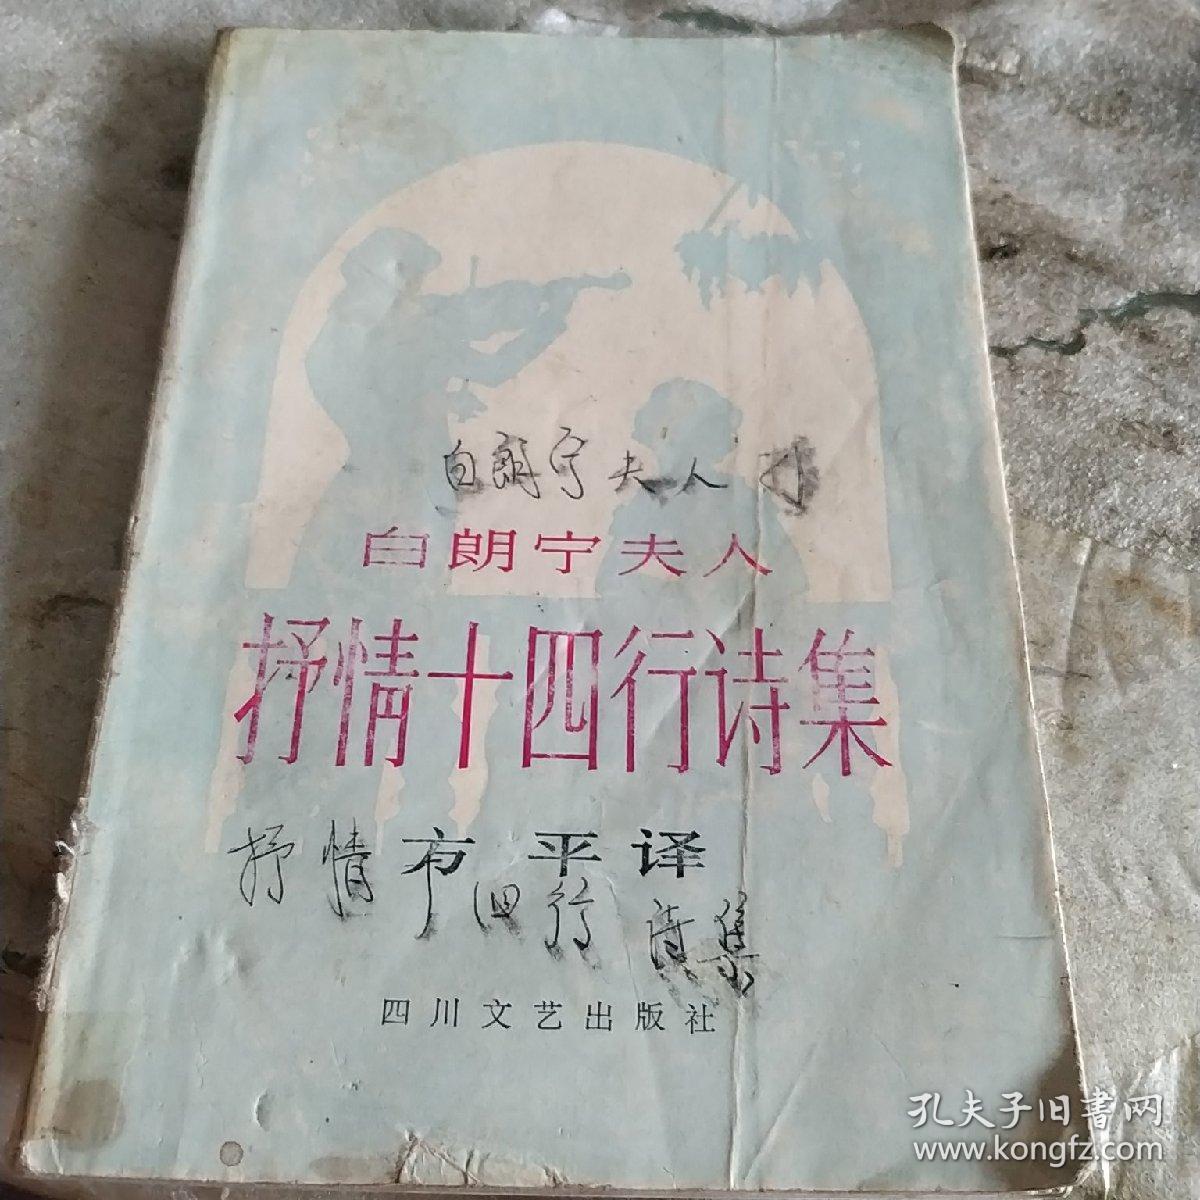 白朗宁夫人抒
白朗宁夫人
抒情十四行诗集
方平译
抒情十四行诗集
四川文艺出版社
孔夫子旧書网
www.kongfz.com